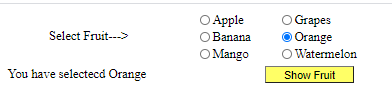 Apple Grapes
Select Fruit---> Banana Orange
Mango Watermelon
You have selectecd Orange Show Fruit